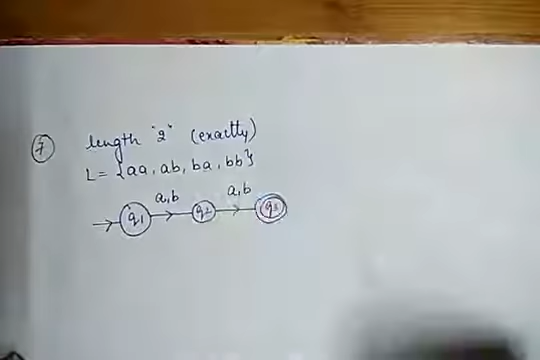 7 length "2" (exactly)
L = {aa, ab, ba, bb}
a,b a,b
q1 q2 q3